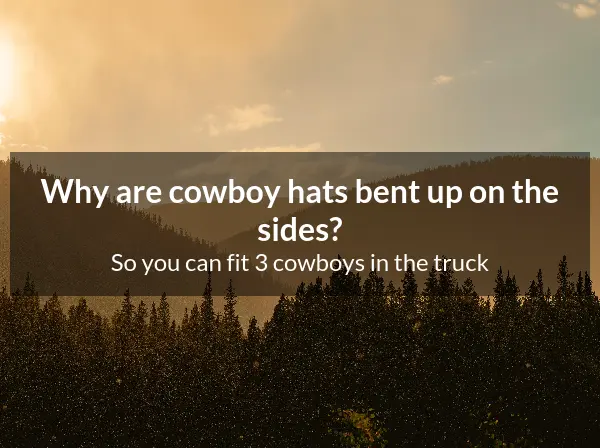 Why are cowboy hats bent up on the
sides?
So you can fit 3 cowboys in the truck